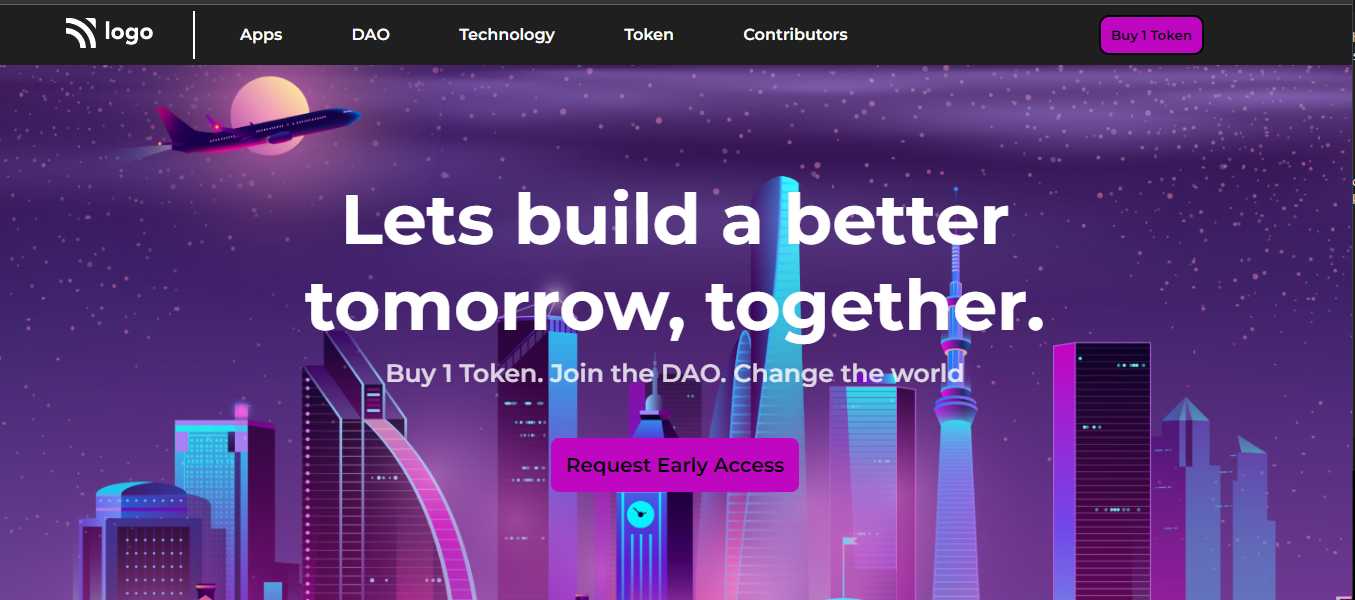 logo
Apps
DAO
Technology
Token
Contributors
Buy 1 Token
Lets build a better
tomorrow, together.
Buy 1 Token. Join the DAO. Change the world
Request Early Access